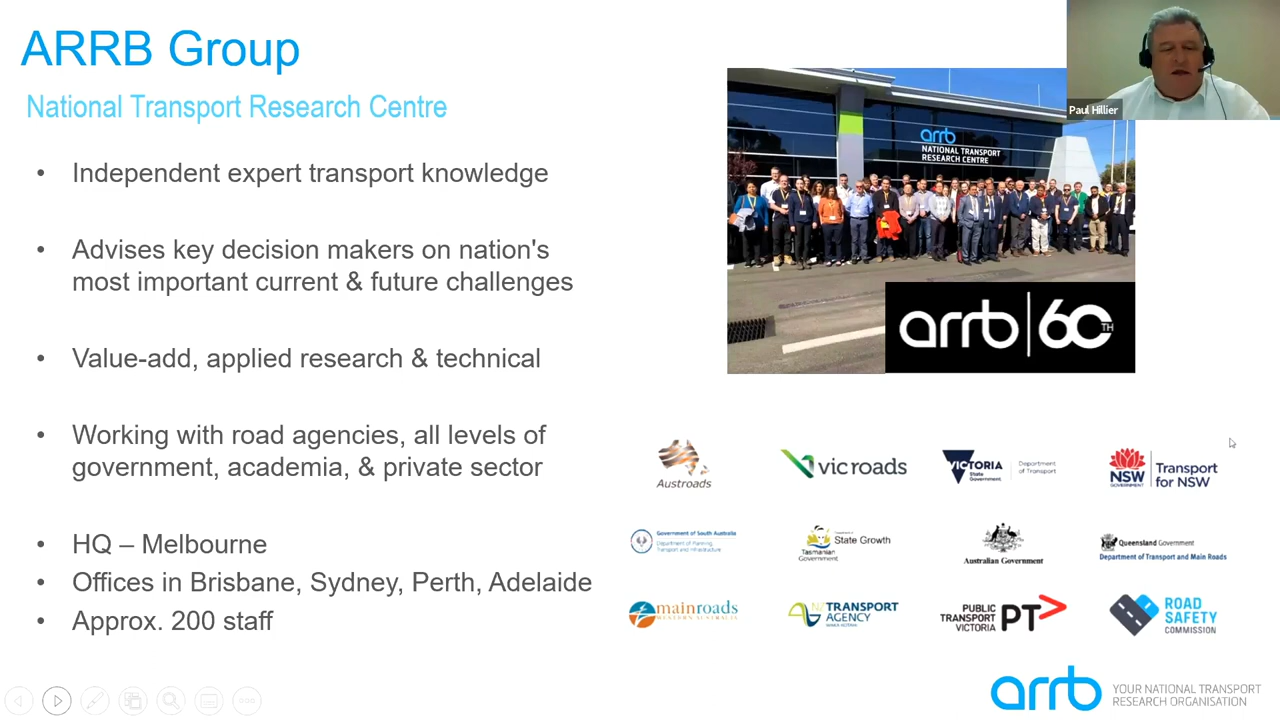 ARRB Group
National Transport Research Centre
• Independent expert transport knowledge
• Advises key decision makers on nation's
most important current & future challenges
• Value-add, applied research & technical
• Working with road agencies, all levels of
government, academia, & private sector
• HQ – Melbourne
• Offices in Brisbane, Sydney, Perth, Adelaide
• Approx. 200 staff
Paul Hillier
arrb
NATIONAL TRANSPORT
RESEARCH CENTRE
arrb 60TH
Austroads
vicroads
VICTORIA
State
Government
Department
of Transport
NSW
GOVERNMENT
Transport
for NSW
Government of South Australia
Department of Planning,
Transport and Infrastructure
Department of
State Growth
Tasmanian
Government
Australian Government
Queensland Government
Department of Transport and Main Roads
mainroads
WESTERN AUSTRALIA
NZ TRANSPORT
AGENCY
WAKA KOTAHI
PUBLIC
TRANSPORT
VICTORIA
PT
ROAD
SAFETY
COMMISSION
arrb
YOUR NATIONAL TRANSPORT
RESEARCH ORGANISATION